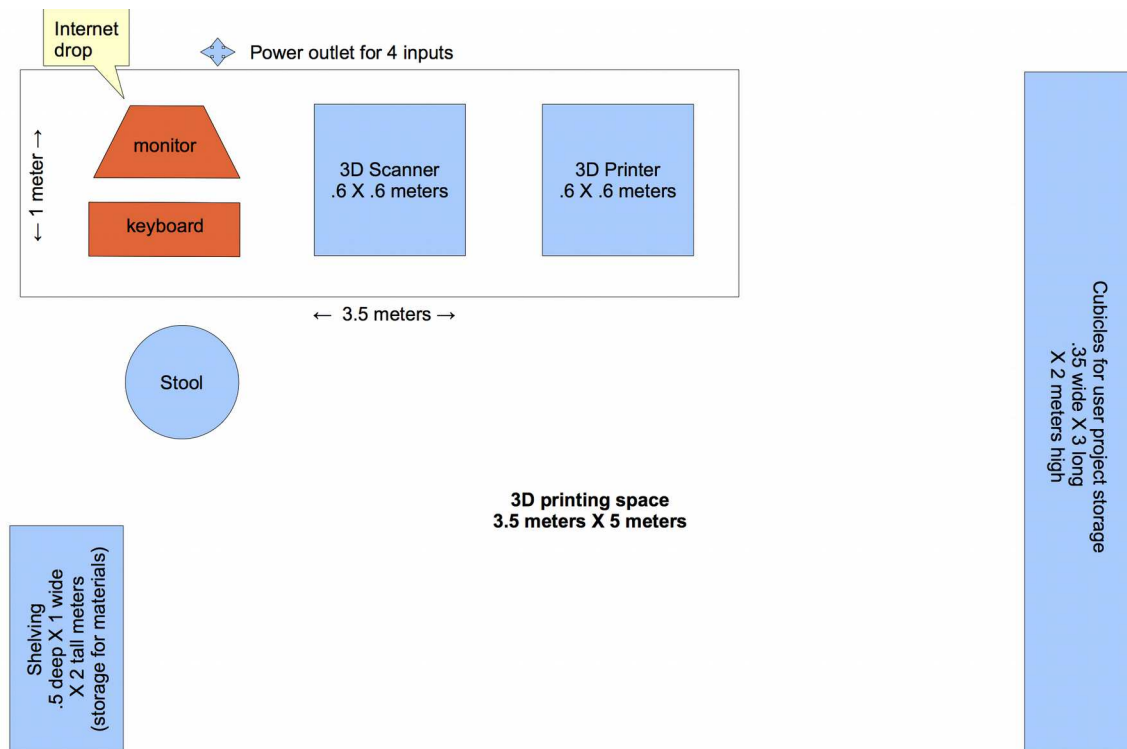 Internet
drop
Power outlet for 4 inputs
← 1 meter →
monitor
keyboard
3D Scanner
.6 X .6 meters
3D Printer
.6 X .6 meters
← 3.5 meters →
Stool
3D printing space
3.5 meters X 5 meters
Shelving
.5 deep X 1 wide
X 2 tall meters
(storage for materials)
Cubicles for user project storage
.35 wide X 3 long
X 2 meters high